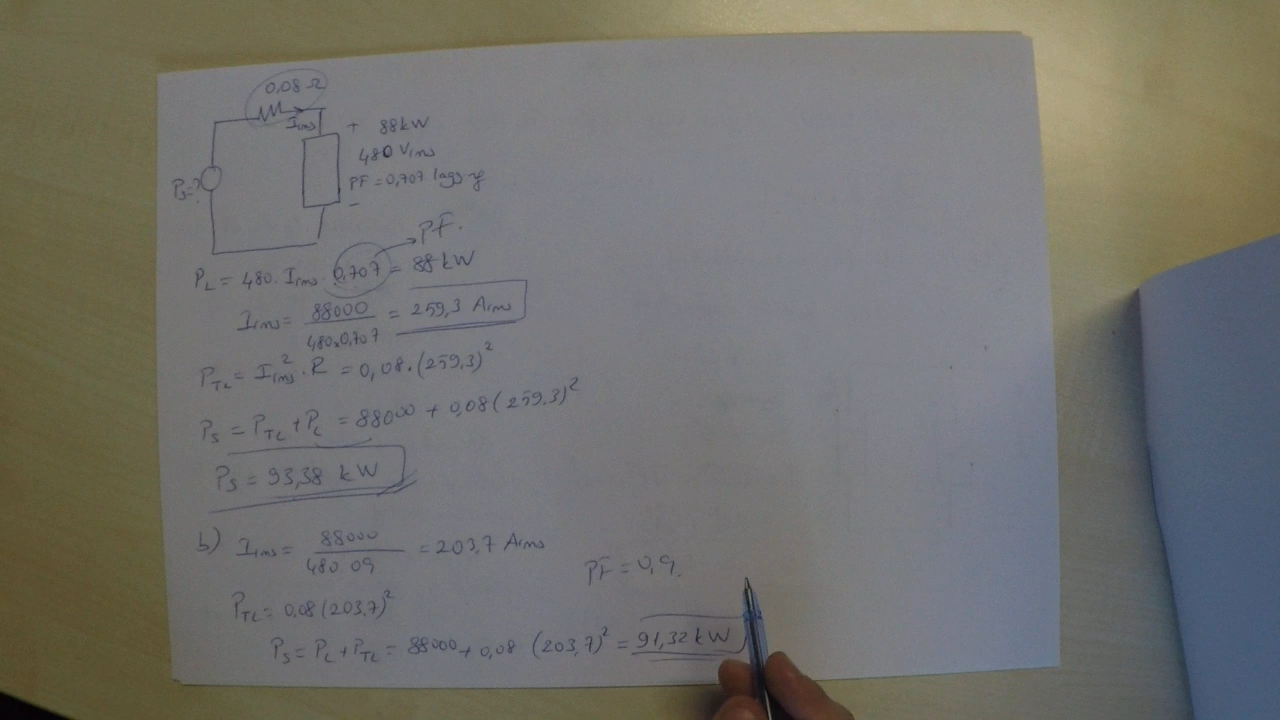 0,08 Ω
Irms
+ 88kW
480 Vrms
PF = 0,707 lagging
-
Ps=?
PF.
PL = 480 . Irms . 0,707 = 88 kW
Irms = 88000 / 480x0,707 = 259,3 Arms
PTL = Irms² . R = 0,08 . (259,3)²
Ps = PTL + PL = 88000 + 0,08 (259,3)²
Ps = 93,38 kW
b) Irms = 88000 / 480.09 = 203,7 Arms
PF = 0,9.
PTL = 0,08 (203,7)²
Ps = PL + PTL = 88000 + 0,08 (203,7)² = 91,32 kW